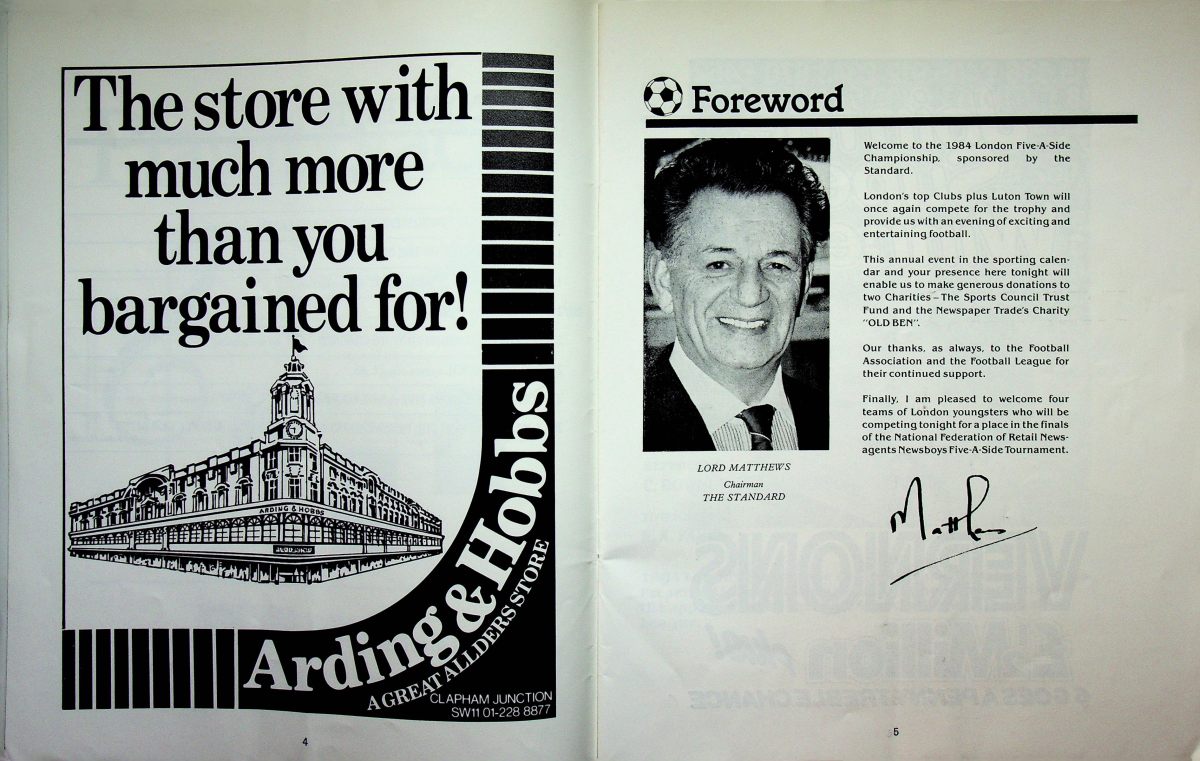 The store with
much more
than you
bargained for!
ARDING & HOBBS
Arding & Hobbs
A GREAT ALLDERS STORE
CLAPHAM JUNCTION
SW11 01-228 8877
4
Foreword
Welcome to the 1984 London Five-A-Side
Championship, sponsored by the
Standard.
London's top Clubs plus Luton Town will
once again compete for the trophy and
provide us with an evening of exciting and
entertaining football.
This annual event in the sporting calen-
dar and your presence here tonight will
enable us to make generous donations to
two Charities – The Sports Council Trust
Fund and the Newspaper Trade's Charity
"OLD BEN".
Our thanks, as always, to the Football
Association and the Football League for
their continued support.
Finally, I am pleased to welcome four
teams of London youngsters who will be
competing tonight for a place in the finals
of the National Federation of Retail News-
agents Newsboys Five-A-Side Tournament.
LORD MATTHEWS
Chairman
THE STANDARD
Matthews
5